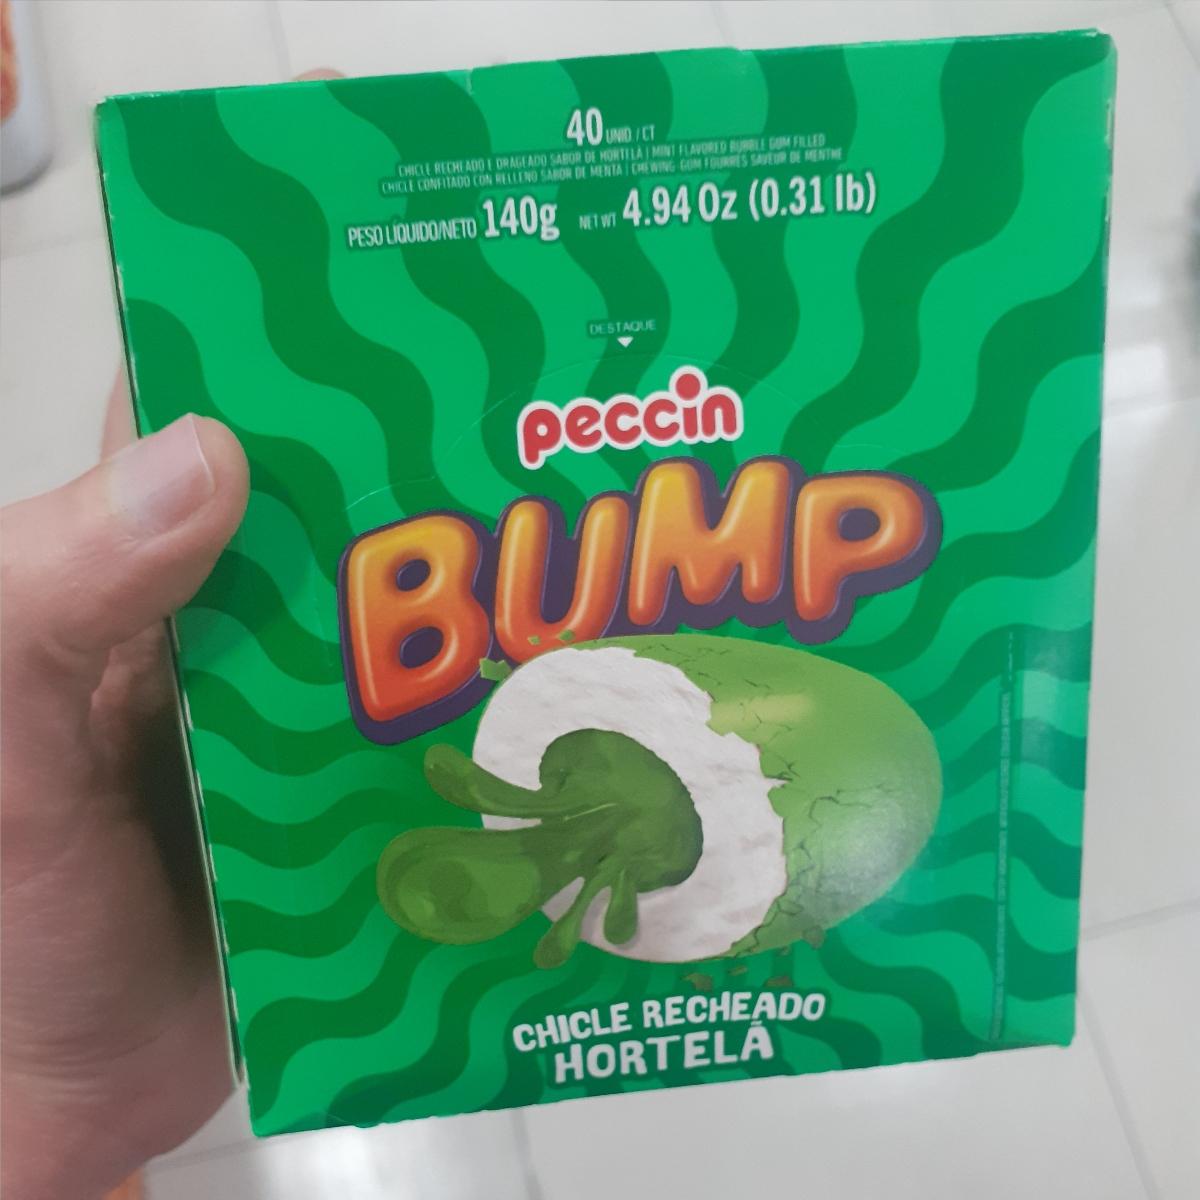 40 UNID. / CT
CHICLE RECHEADO E DRAGEADO SABOR DE HORTELÃ | MINT FLAVORED BUBBLE GUM FILLED
CHICLE CONFITADO CON RELLENO SABOR DE MENTA | CHEWING-GUM FOURRÉS SAVEUR DE MENTHE
PESO LÍQUIDO/NETO 140g NET WT 4.94 Oz (0.31 lb)
DESTAQUE
peccin
BUMP
CHICLE RECHEADO
HORTELÃ